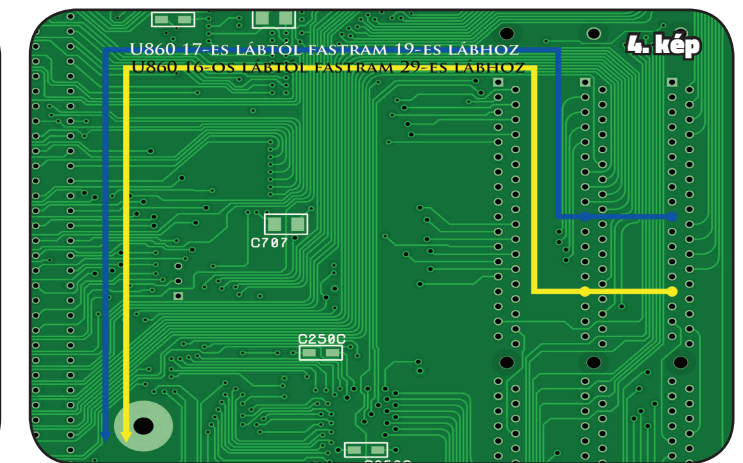 4. kép
U860 17-ES LÁBTÓL FASTRAM 19-ES LÁBHOZ
U860 16-OS LÁBTÓL FASTRAM 29-ES LÁBHOZ
C707
C250C